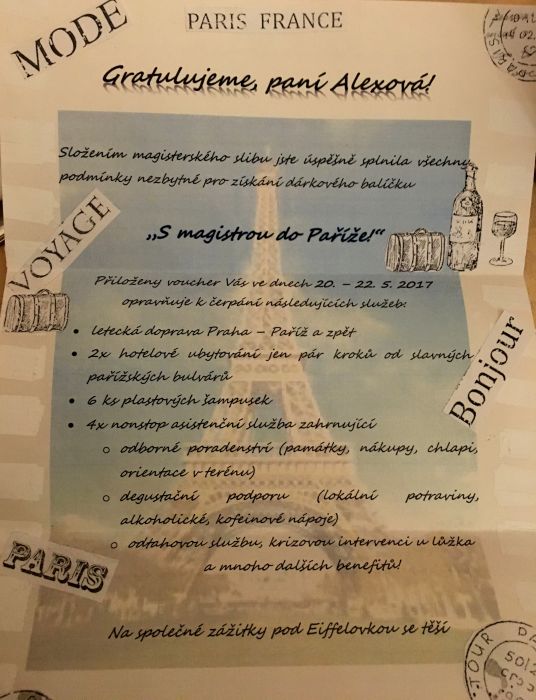 MODE
PARIS FRANCE
Gratulujeme, paní Alexová!
Složením magisterského slibu jste úspěšně splnila všechny
podmínky nezbytné pro získání dárkového balíčku
VOYAGE
„S magistrou do Paříže!“
Přiložený voucher Vás ve dnech 20. – 22. 5. 2017
opravňuje k čerpání následujících služeb:
• letecká doprava Praha – Paříž a zpět
• 2x hotelové ubytování jen pár kroků od slavných
pařížských bulvárů
Bonjour
• 6 ks plastových šampusek
• 4x nonstop asistenční služba zahrnující
o odborné poradenství (památky, nákupy, chlapi,
orientace v terénu)
o degustační podporu (lokální potraviny,
alkoholické, kofeinové nápoje)
o odtahovou službu, krizovou intervenci u lůžka
a mnoho dalších benefitů!
PARIS
Na společné zážitky pod Eiffelovkou se těší
TOUR DA